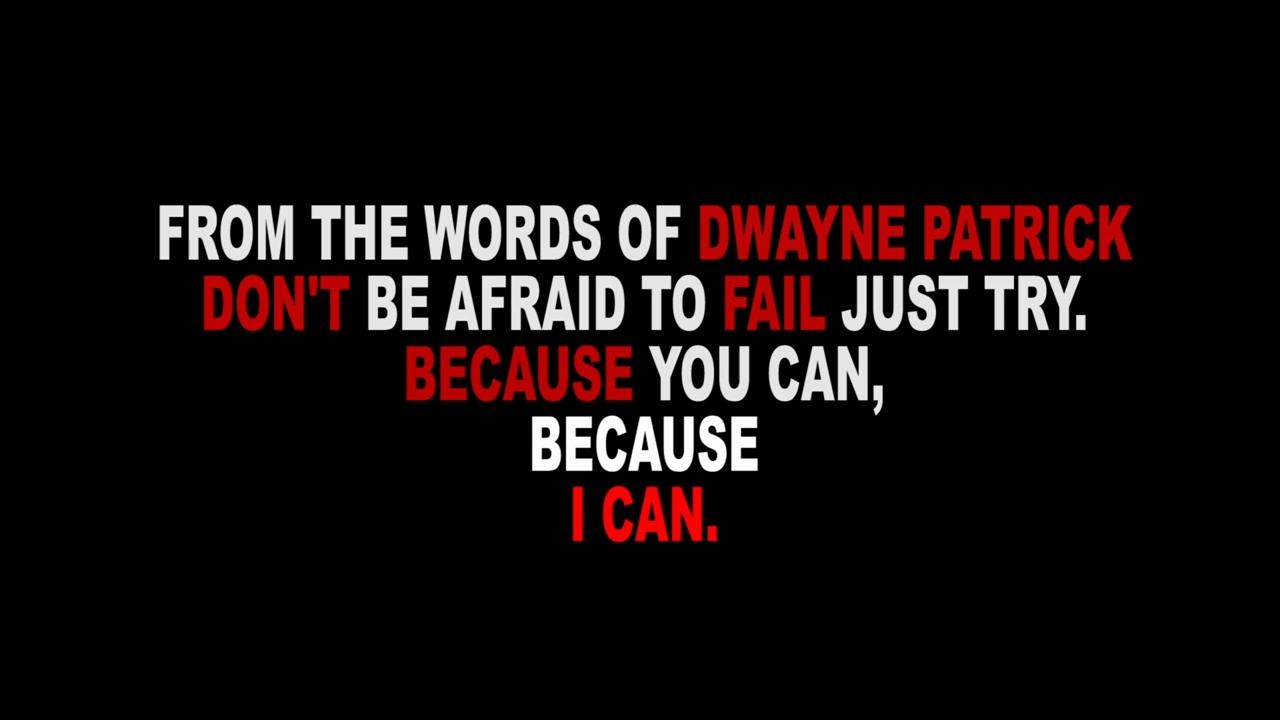 FROM THE WORDS OF DWAYNE PATRICK
DON'T BE AFRAID TO FAIL JUST TRY.
BECAUSE YOU CAN,
BECAUSE
I CAN.